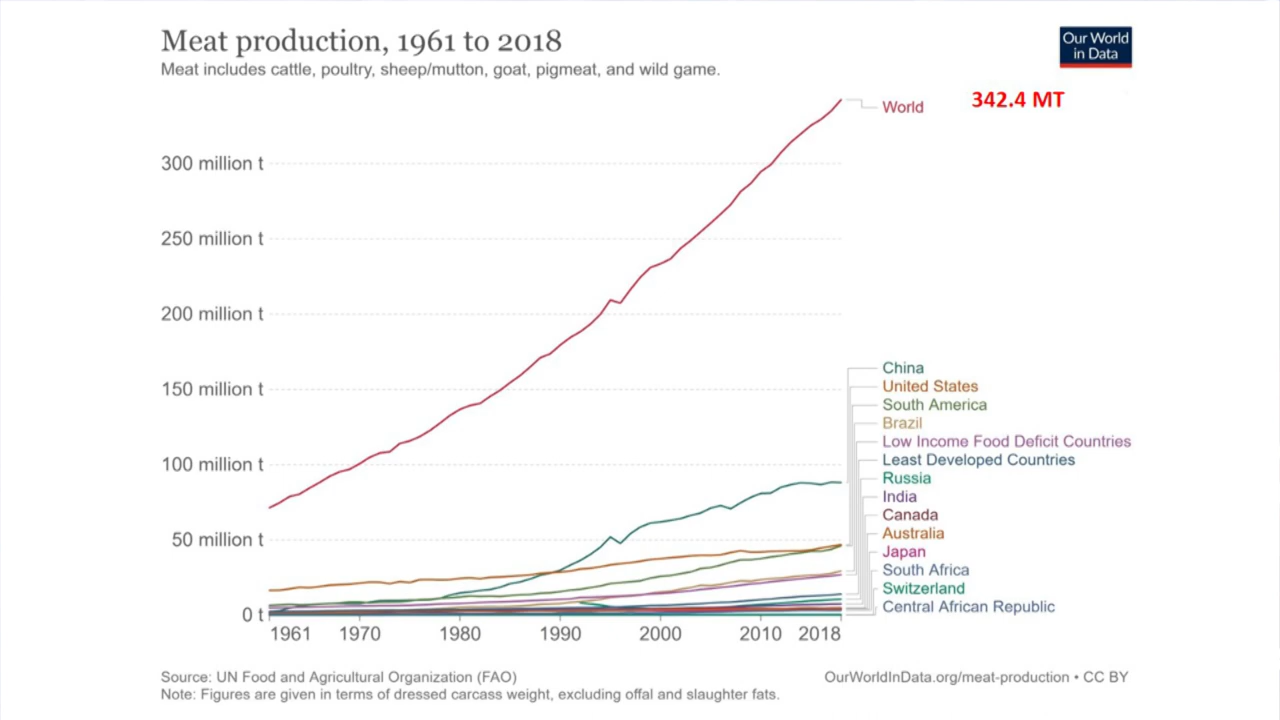 Meat production, 1961 to 2018
Meat includes cattle, poultry, sheep/mutton, goat, pigmeat, and wild game.
Our World
in Data
World
342.4 MT
300 million t
250 million t
200 million t
150 million t
100 million t
50 million t
0 t
China
United States
South America
Brazil
Low Income Food Deficit Countries
Least Developed Countries
Russia
India
Canada
Australia
Japan
South Africa
Switzerland
Central African Republic
1961 1970 1980 1990 2000 2010 2018
Source: UN Food and Agricultural Organization (FAO)
OurWorldInData.org/meat-production • CC BY
Note: Figures are given in terms of dressed carcass weight, excluding offal and slaughter fats.